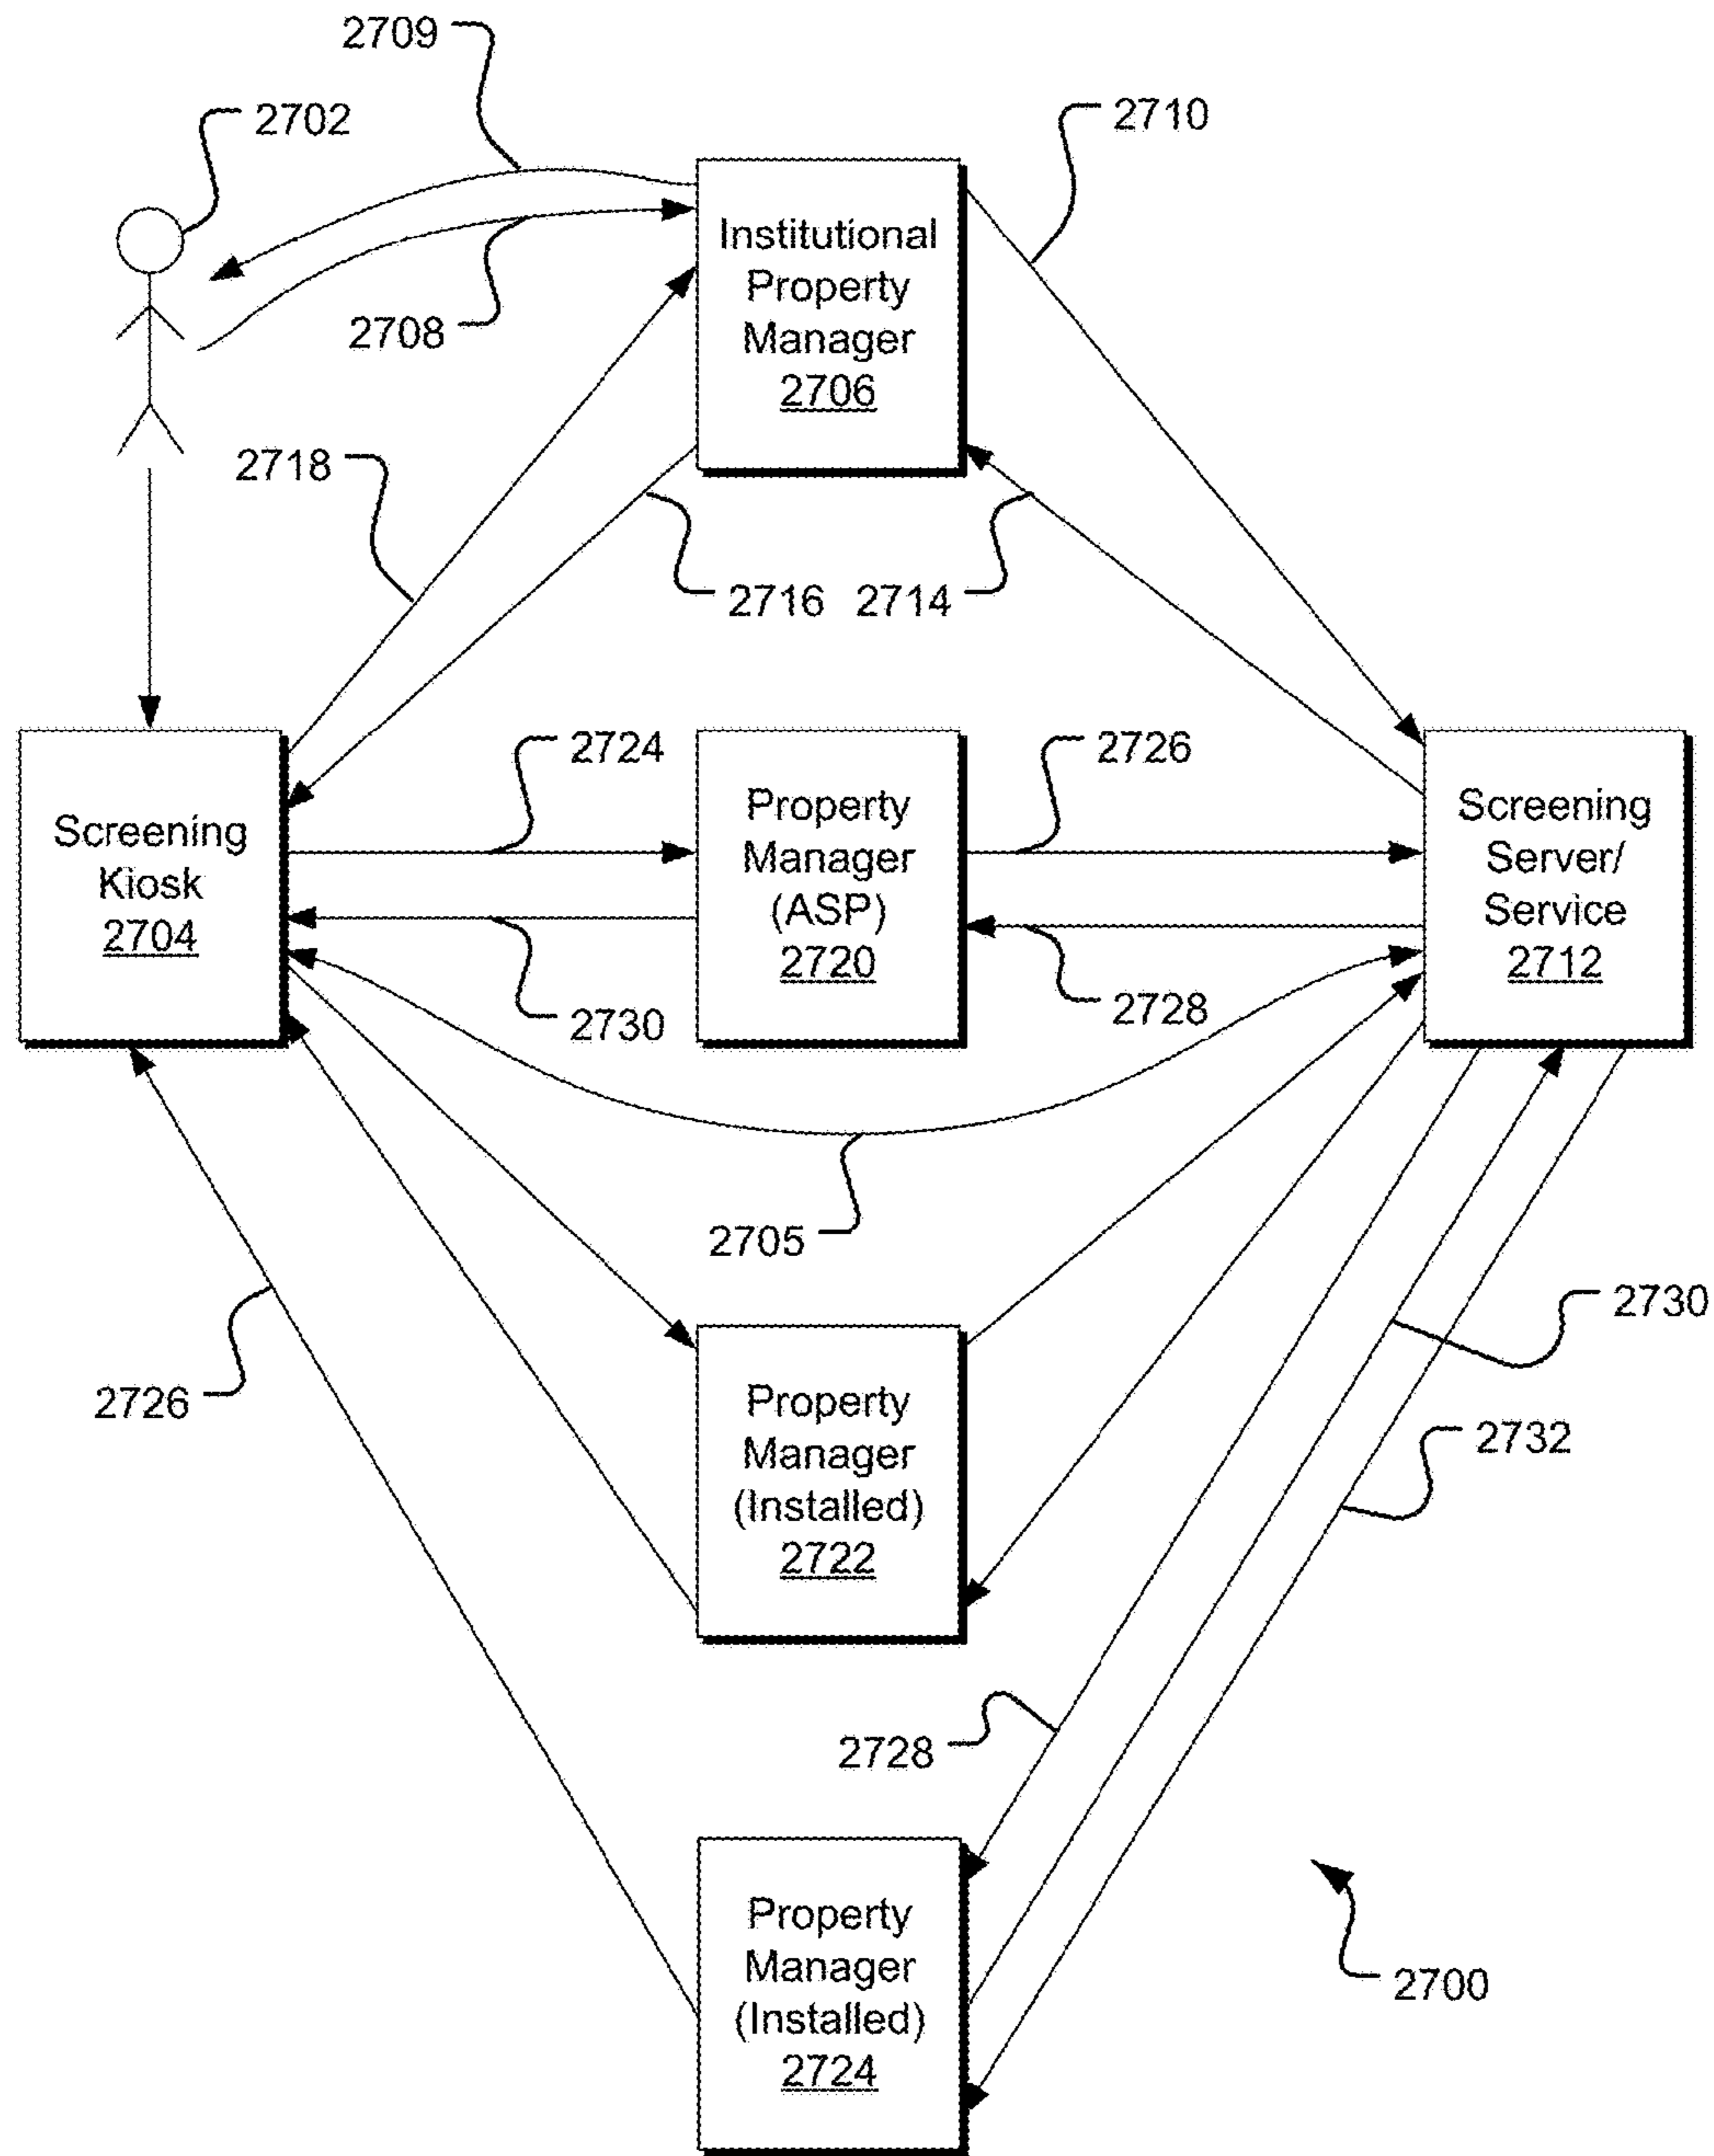 2709
2702
2710
Institutional
Property
Manager
2706
2708
2718
2716
2714
2724
2726
Screening
Kiosk
2704
Property
Manager
(ASP)
2720
Screening
Server/
Service
2712
2730
2728
2705
2730
2726
Property
Manager
(Installed)
2722
2732
2728
Property
Manager
(Installed)
2724
2700